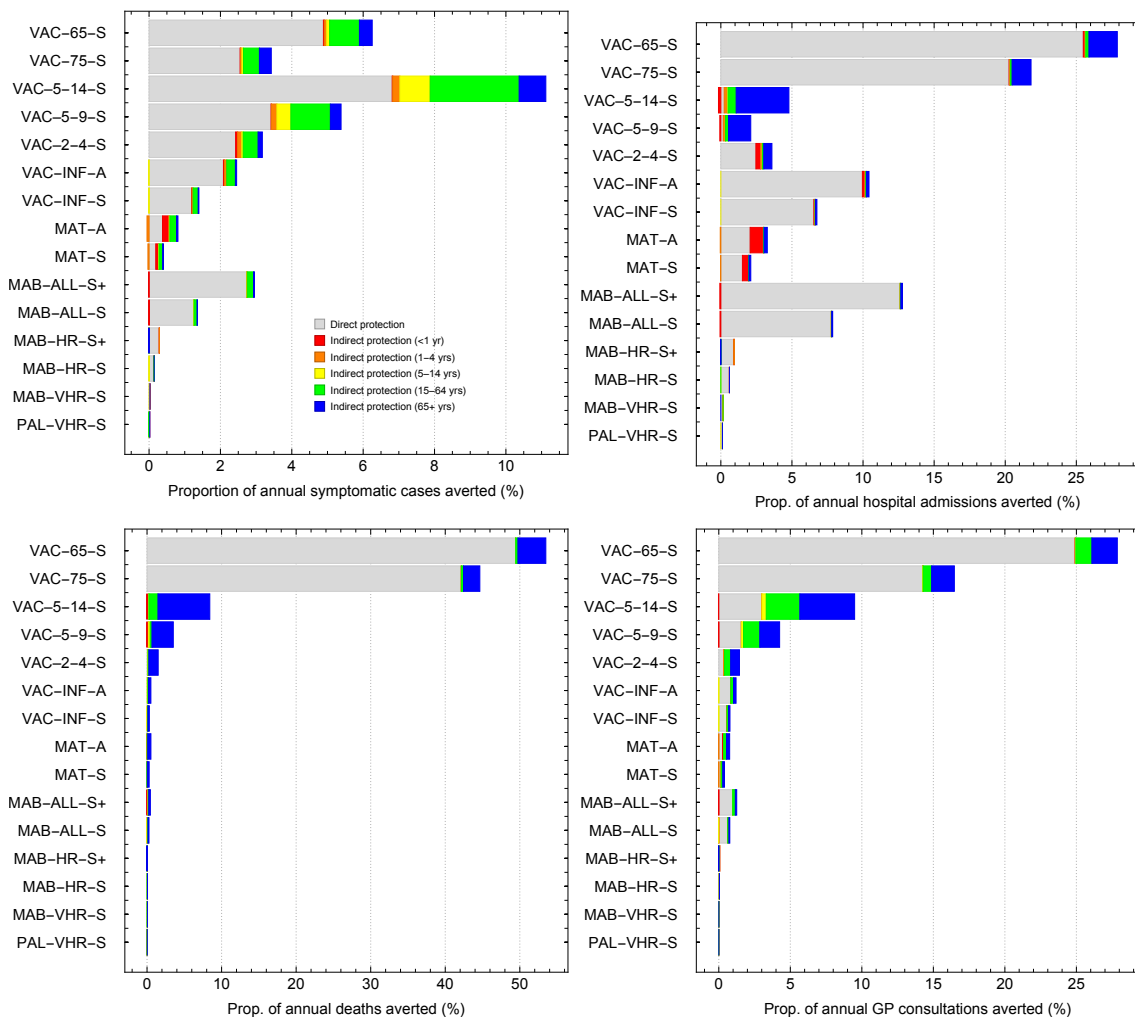 VAC−65−S
VAC−75−S
VAC−5−14−S
VAC−5−9−S
VAC−2−4−S
VAC−INF−A
VAC−INF−S
MAT−A
MAT−S
MAB−ALL−S+
MAB−ALL−S
MAB−HR−S+
MAB−HR−S
MAB−VHR−S
PAL−VHR−S
Direct protection
Indirect protection (<1 yr)
Indirect protection (1−4 yrs)
Indirect protection (5−14 yrs)
Indirect protection (15−64 yrs)
Indirect protection (65+ yrs)
0 2 4 6 8 10
Proportion of annual symptomatic cases averted (%)
VAC−65−S
VAC−75−S
VAC−5−14−S
VAC−5−9−S
VAC−2−4−S
VAC−INF−A
VAC−INF−S
MAT−A
MAT−S
MAB−ALL−S+
MAB−ALL−S
MAB−HR−S+
MAB−HR−S
MAB−VHR−S
PAL−VHR−S
0 5 10 15 20 25
Prop. of annual hospital admissions averted (%)
VAC−65−S
VAC−75−S
VAC−5−14−S
VAC−5−9−S
VAC−2−4−S
VAC−INF−A
VAC−INF−S
MAT−A
MAT−S
MAB−ALL−S+
MAB−ALL−S
MAB−HR−S+
MAB−HR−S
MAB−VHR−S
PAL−VHR−S
0 10 20 30 40 50
Prop. of annual deaths averted (%)
VAC−65−S
VAC−75−S
VAC−5−14−S
VAC−5−9−S
VAC−2−4−S
VAC−INF−A
VAC−INF−S
MAT−A
MAT−S
MAB−ALL−S+
MAB−ALL−S
MAB−HR−S+
MAB−HR−S
MAB−VHR−S
PAL−VHR−S
0 5 10 15 20 25
Prop. of annual GP consultations averted (%)